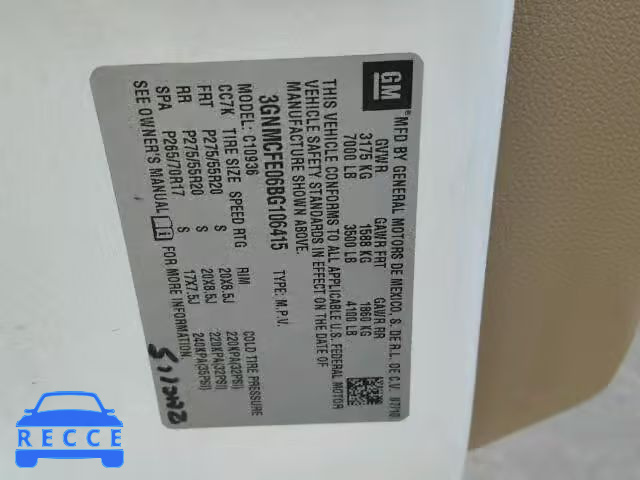 GM
MFD BY GENERAL MOTORS DE MEXICO, S. DE R.L. DE C.V. 07/10
GVWR GAWR FRT GAWR RR
3175 KG 1588 KG 1860 KG
7000 LB 3500 LB 4100 LB
THIS VEHICLE CONFORMS TO ALL APPLICABLE U.S. FEDERAL MOTOR
VEHICLE SAFETY STANDARDS IN EFFECT ON THE DATE OF
MANUFACTURE SHOWN ABOVE.
3GNMCFE06BG106415 TYPE: M.P.V.
MODEL: C10936
CC7K TIRE SIZE SPEED RTG RIM COLD TIRE PRESSURE
FRT P275/55R20 S 20X8.5J 220KPA(32PSI)
RR P275/55R20 S 20X8.5J 220KPA(32PSI)
SPA P265/70R17 S 17X7.5J 240KPA(35PSI)
SEE OWNER'S MANUAL FOR MORE INFORMATION.